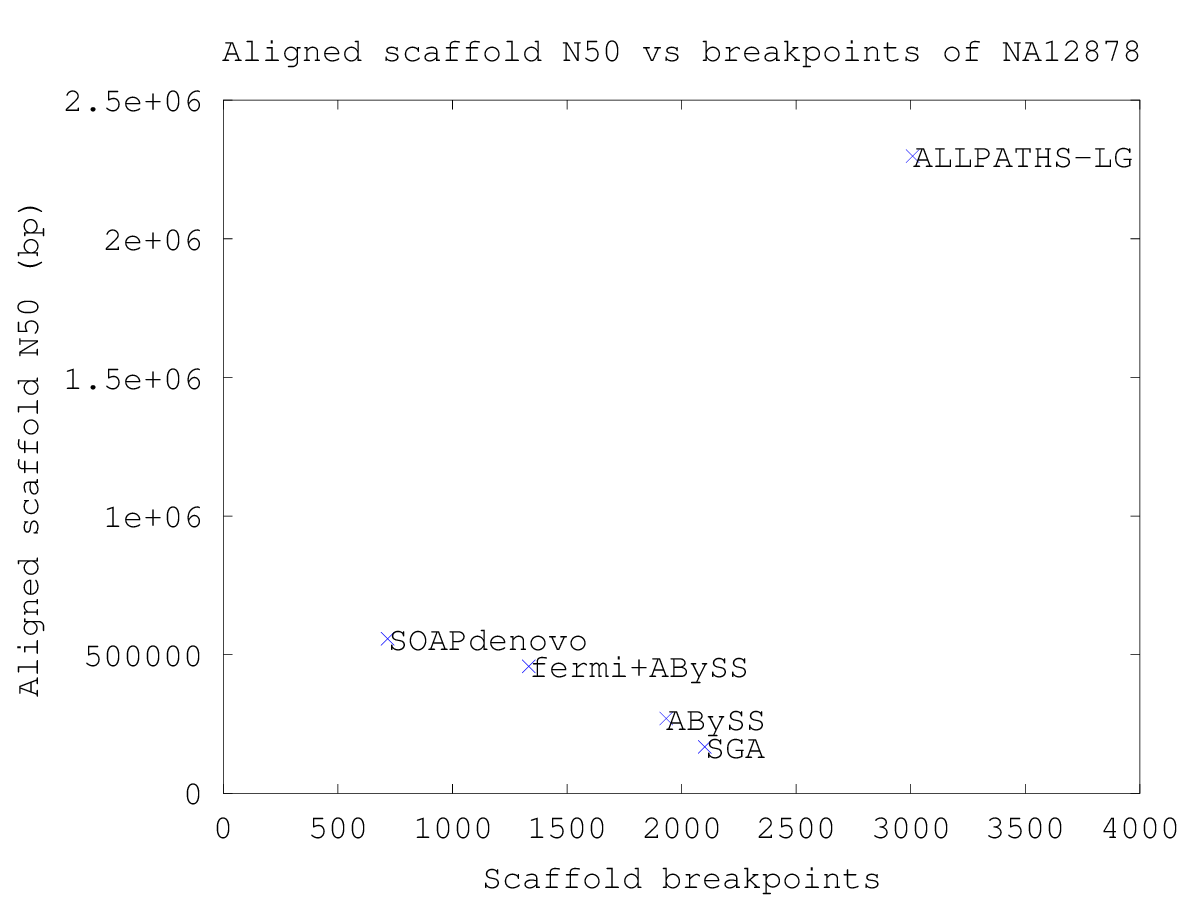 Aligned scaffold N50 vs breakpoints of NA12878
Aligned scaffold N50 (bp)
2.5e+06
2e+06
1.5e+06
1e+06
500000
0
ALLPATHS-LG
SOAPdenovo
fermi+ABySS
ABySS
SGA
0 500 1000 1500 2000 2500 3000 3500 4000
Scaffold breakpoints